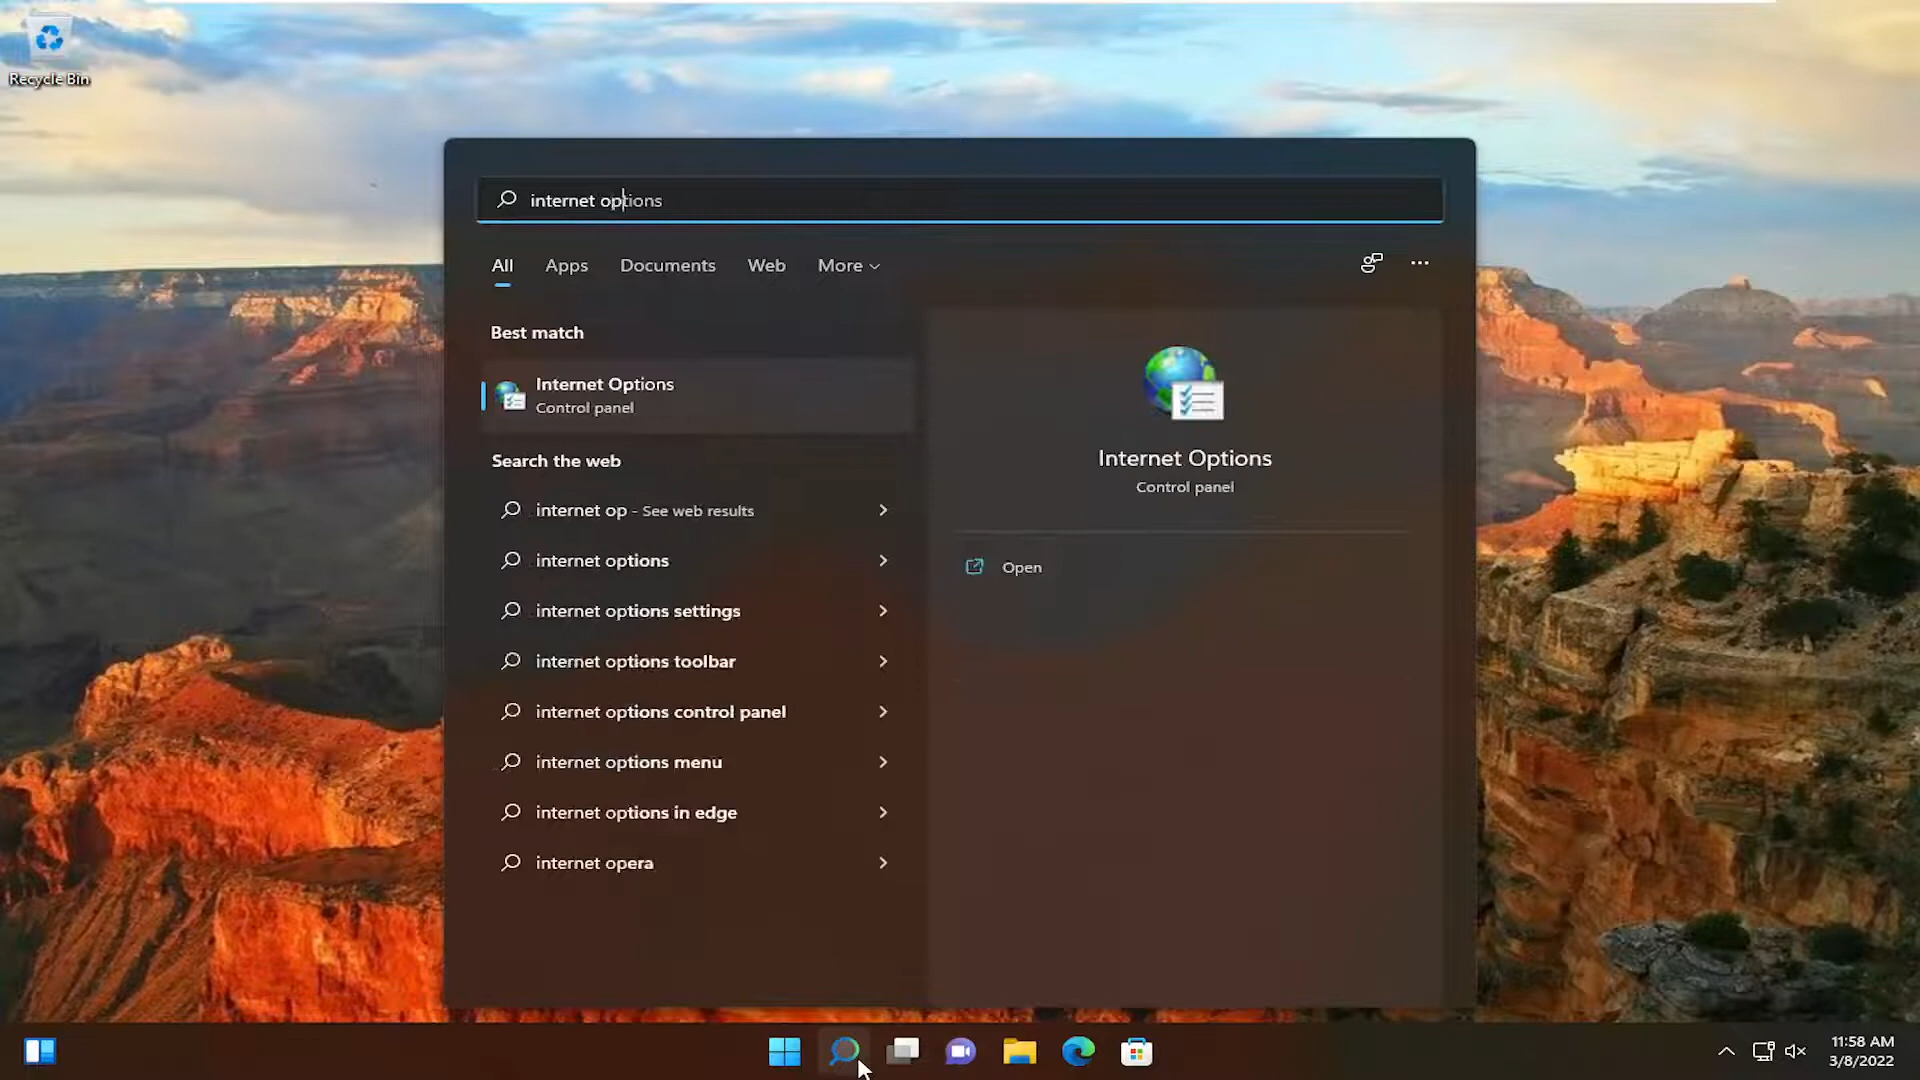 Recycle Bin
internet options
All Apps Documents Web More
Best match
Internet Options
Control panel
Search the web
internet op - See web results
internet options
internet options settings
internet options toolbar
internet options control panel
internet options menu
internet options in edge
internet opera
Internet Options
Control panel
Open
11:58 AM
3/8/2022